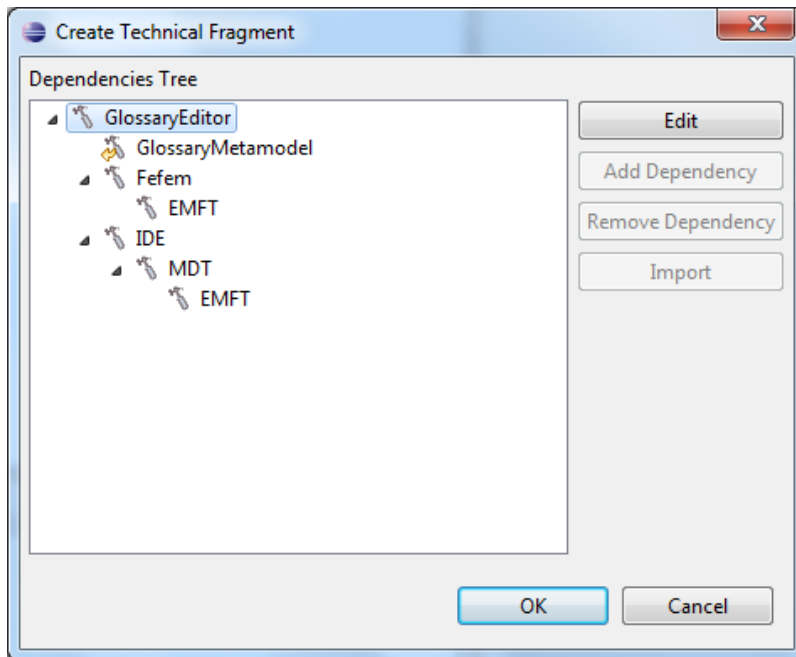 Create Technical Fragment
Dependencies Tree
GlossaryEditor
GlossaryMetamodel
Fefem
EMFT
IDE
MDT
EMFT
Edit
Add Dependency
Remove Dependency
Import
OK
Cancel